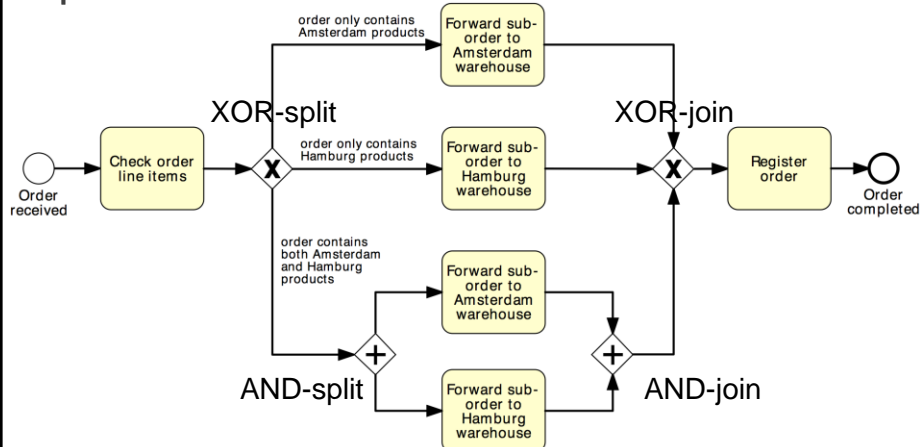 order only contains
Amsterdam products
Forward sub-
order to
Amsterdam
warehouse
XOR-split
XOR-join
order only contains
Hamburg products
Check order
line items
X
Forward sub-
order to
Hamburg
warehouse
X
Register
order
Order
received
Order
completed
order contains
both Amsterdam
and Hamburg
products
Forward sub-
order to
Amsterdam
warehouse
+
+
AND-split
AND-join
Forward sub-
order to
Hamburg
warehouse